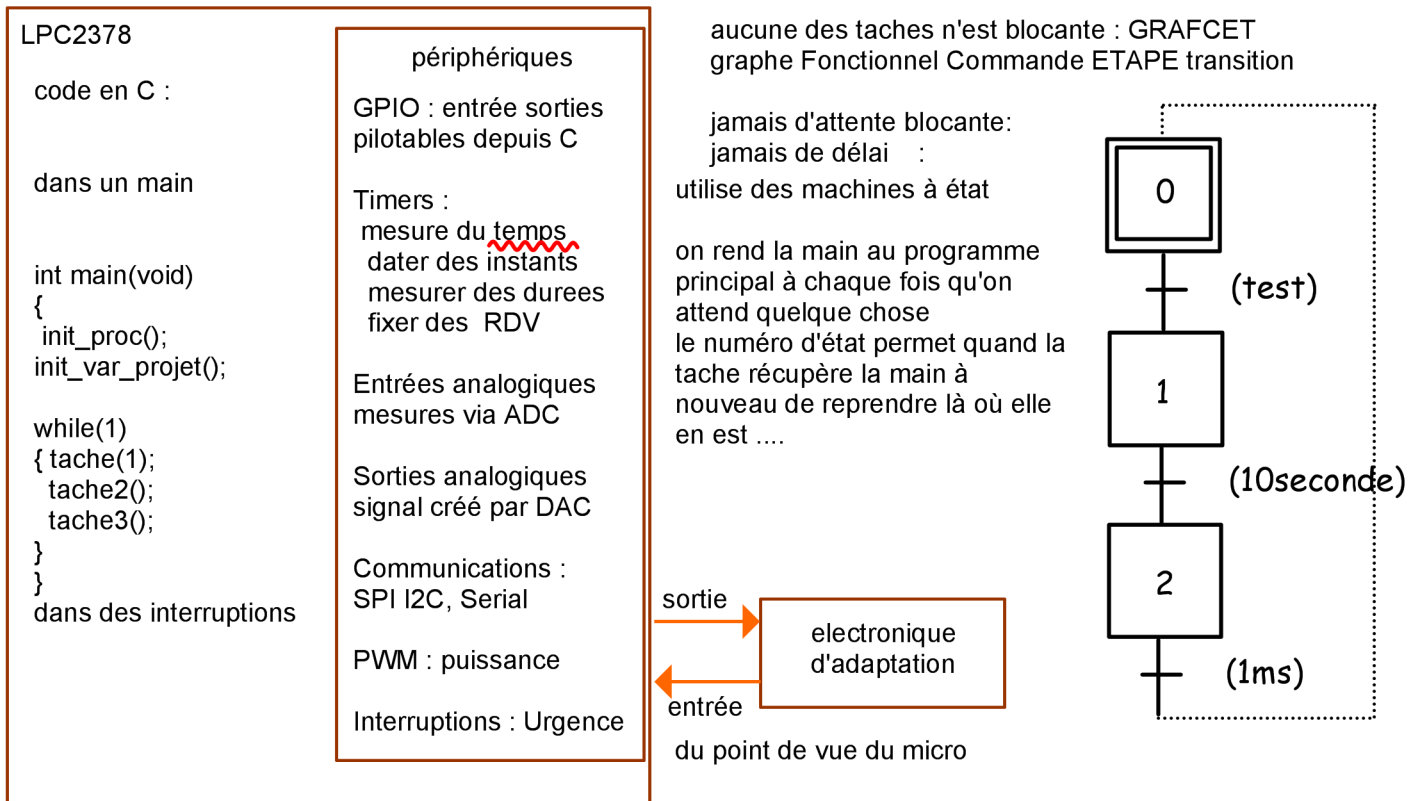 LPC2378
code en C :
dans un main
int main(void)
{
init_proc();
init_var_projet();
while(1)
{ tache(1);
tache2();
tache3();
}
}
dans des interruptions
périphériques
GPIO : entrée sorties
pilotables depuis C
Timers :
mesure du temps
dater des instants
mesurer des durees
fixer des RDV
Entrées analogiques
mesures via ADC
Sorties analogiques
signal créé par DAC
Communications :
SPI I2C, Serial
PWM : puissance
Interruptions : Urgence
aucune des taches n'est blocante : GRAFCET
graphe Fonctionnel Commande ETAPE transition
jamais d'attente blocante:
jamais de délai :
utilise des machines à état
on rend la main au programme
principal à chaque fois qu'on
attend quelque chose
le numéro d'état permet quand la
tache récupère la main à
nouveau de reprendre là où elle
en est ....
sortie
electronique
d'adaptation
entrée
du point de vue du micro
0
(test)
1
(10seconde)
2
(1ms)